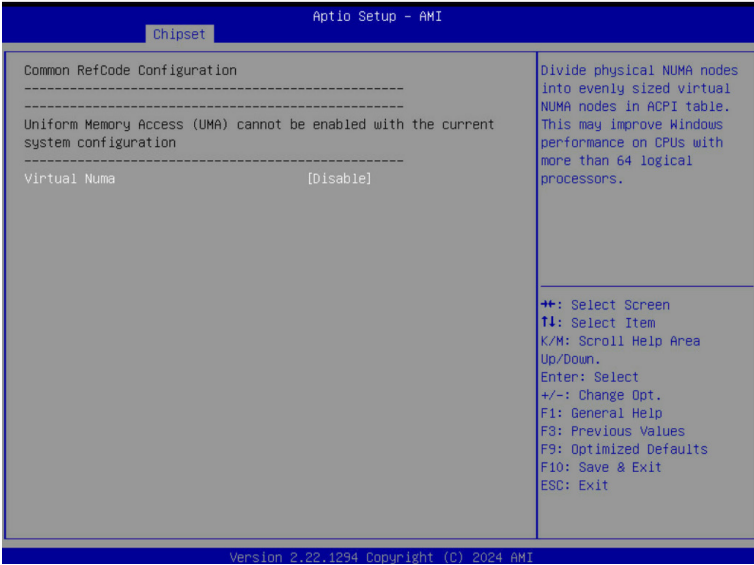 Aptio Setup – AMI
Chipset
Common RefCode Configuration
--------------------------------------------------
--------------------------------------------------
Uniform Memory Access (UMA) cannot be enabled with the current
system configuration
--------------------------------------------------
Virtual Numa [Disable]
Divide physical NUMA nodes
into evenly sized virtual
NUMA nodes in ACPI table.
This may improve Windows
performance on CPUs with
more than 64 logical
processors.
→←: Select Screen
↑↓: Select Item
K/M: Scroll Help Area
Up/Down.
Enter: Select
+/-: Change Opt.
F1: General Help
F3: Previous Values
F9: Optimized Defaults
F10: Save & Exit
ESC: Exit
Version 2.22.1294 Copyright (C) 2024 AMI